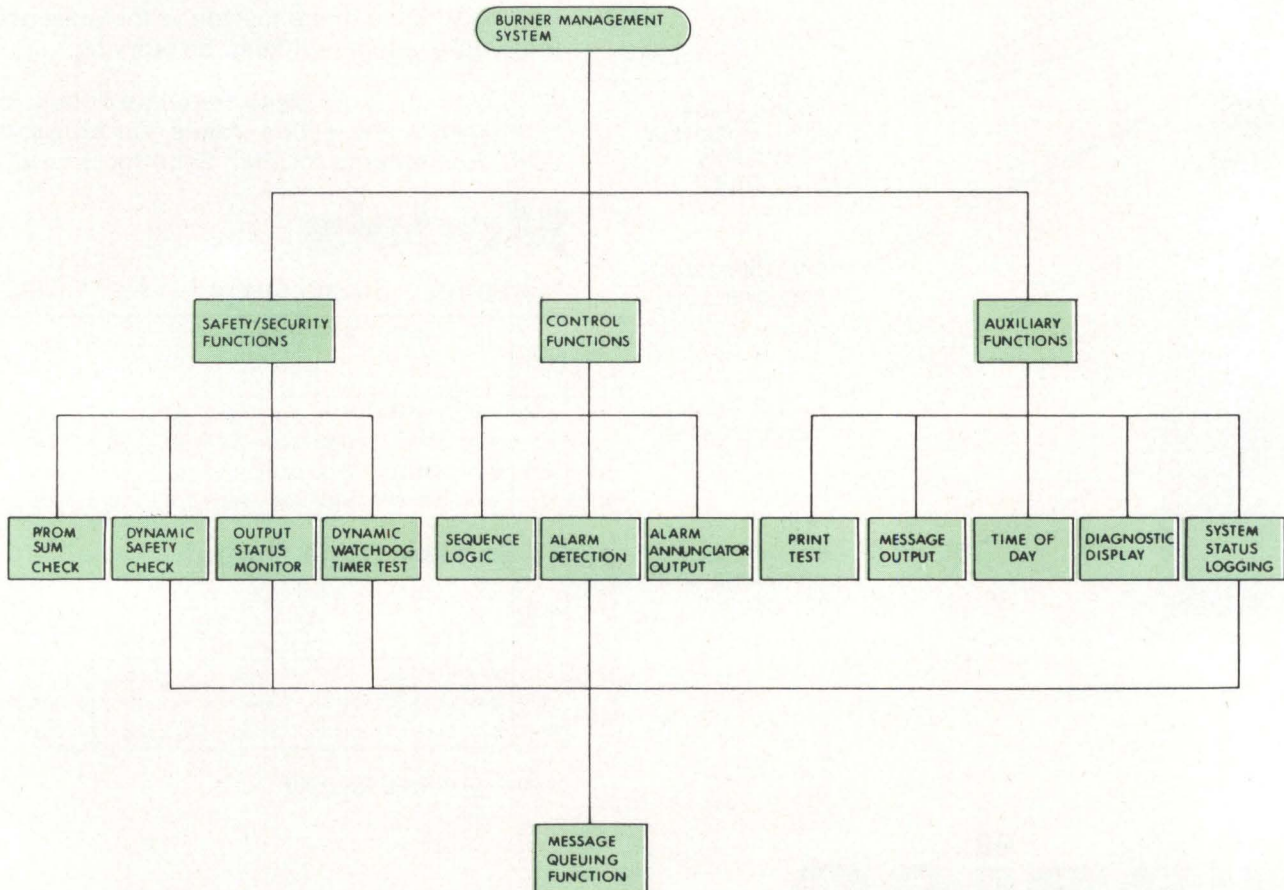 BURNER MANAGEMENT
SYSTEM
SAFETY/SECURITY
FUNCTIONS
CONTROL
FUNCTIONS
AUXILIARY
FUNCTIONS
P/ROM
SUM
CHECK
DYNAMIC
SAFETY
CHECK
OUTPUT
STATUS
MONITOR
DYNAMIC
WATCHDOG
TIMER TEST
SEQUENCE
LOGIC
ALARM
DETECTION
ALARM
ANNUNCIATOR
OUTPUT
PRINT
TEST
MESSAGE
OUTPUT
TIME OF
DAY
DIAGNOSTIC
DISPLAY
SYSTEM
STATUS
LOGGING
MESSAGE
QUEUING
FUNCTION